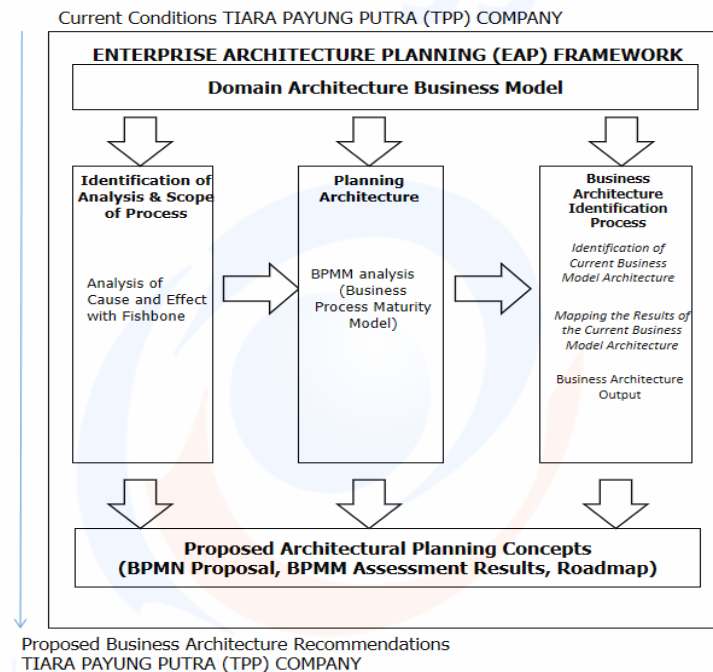 Current Conditions TIARA PAYUNG PUTRA (TPP) COMPANY
ENTERPRISE ARCHITECTURE PLANNING (EAP) FRAMEWORK
Domain Architecture Business Model
Identification of
Analysis & Scope
of Process
Analysis of
Cause and Effect
with Fishbone
Planning
Architecture
BPMM analysis
(Business
Process Maturity
Model)
Business
Architecture
Identification
Process
Identification of
Current Business
Model Architecture
Mapping the Results of
the Current Business
Model Architecture
Business Architecture
Output
Proposed Architectural Planning Concepts
(BPMN Proposal, BPMM Assessment Results, Roadmap)
Proposed Business Architecture Recommendations
TIARA PAYUNG PUTRA (TPP) COMPANY